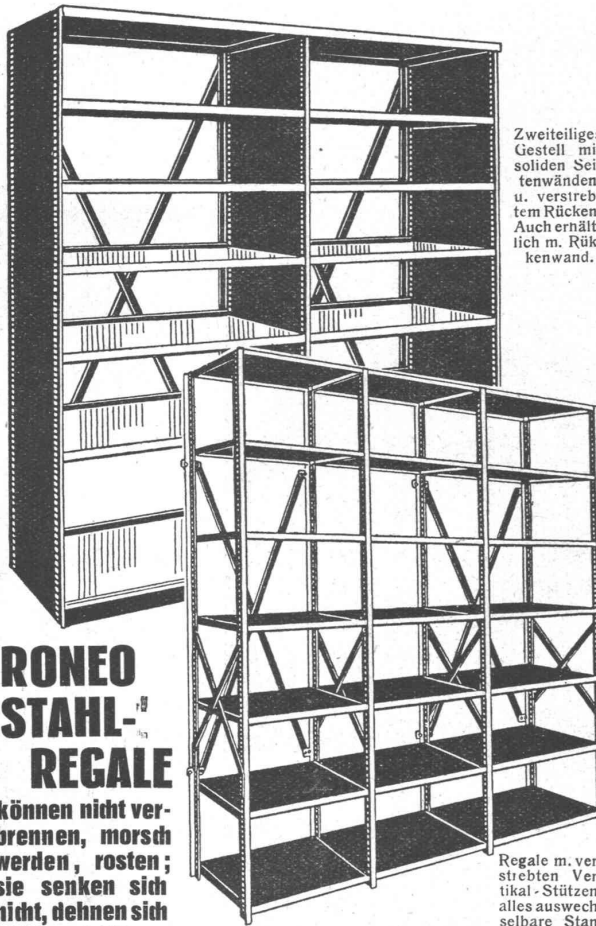 Zweiteiliges
Gestell mi
soliden Sei
tenwänden
u. verstreb
tem Rücken
Auch erhält
lich m. Rük
kenwand.
RONEO
STAHL-
REGALE
können nicht ver-
brennen, morsch
werden, rosten;
sie senken sich
nicht, dehnen sich
Regale m. ver
strebten Ver
tikal-Stützen
alles auswech
selbare Stan